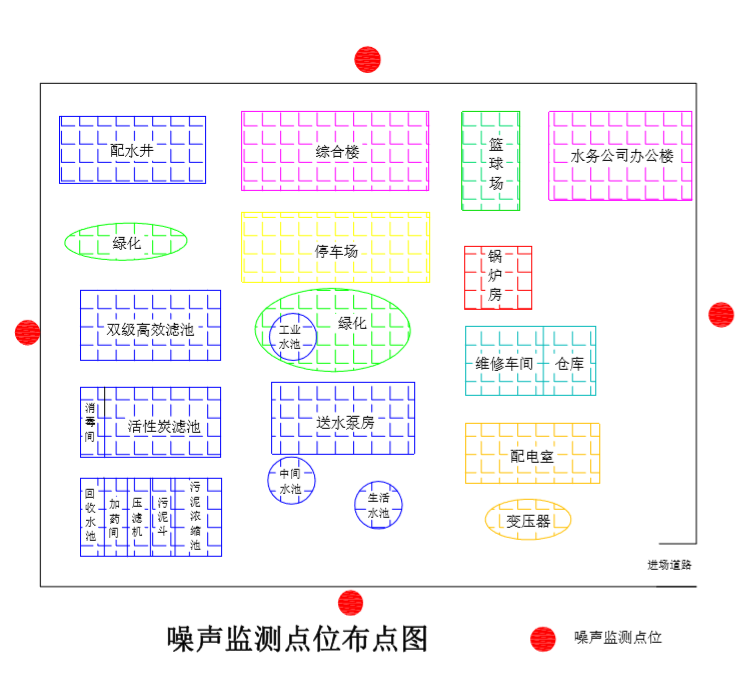 配水井
综合楼
篮球场
水务公司办公楼
绿化
停车场
锅炉房
双级高效滤池
工业
水池
绿化
维修车间
仓库
消毒间
活性炭滤池
送水泵房
配电室
中间
水池
回收水池
加药间
压滤机
污泥斗
污泥浓缩池
生活
水池
变压器
进场道路
噪声监测点位布点图
噪声监测点位